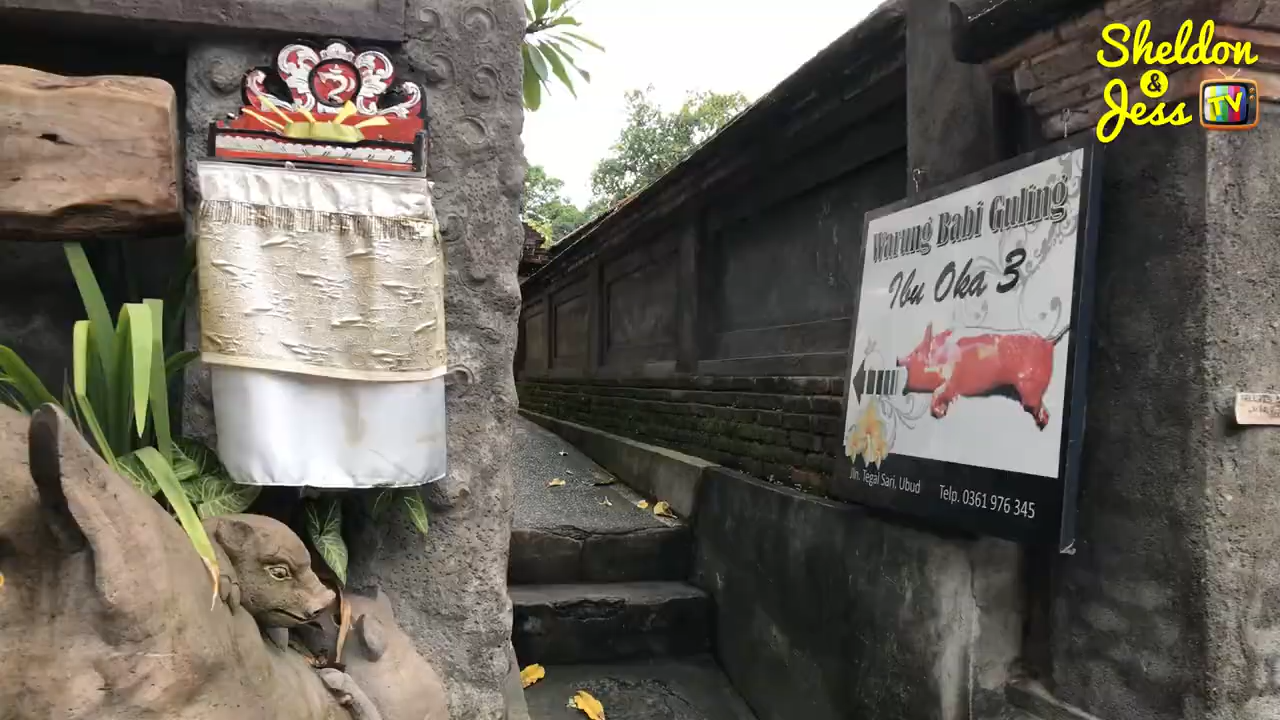 Sheldon
&
Jess TV
Warung Babi Guling
Ibu Oka 3
Jln. Tegal Sari, Ubud Telp. 0361 976 345